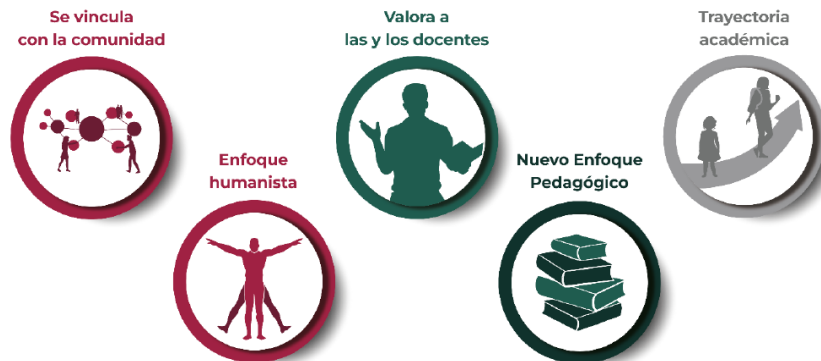 Se vincula
con la comunidad
Enfoque
humanista
Valora a
las y los docentes
Nuevo Enfoque
Pedagógico
Trayectoria
académica